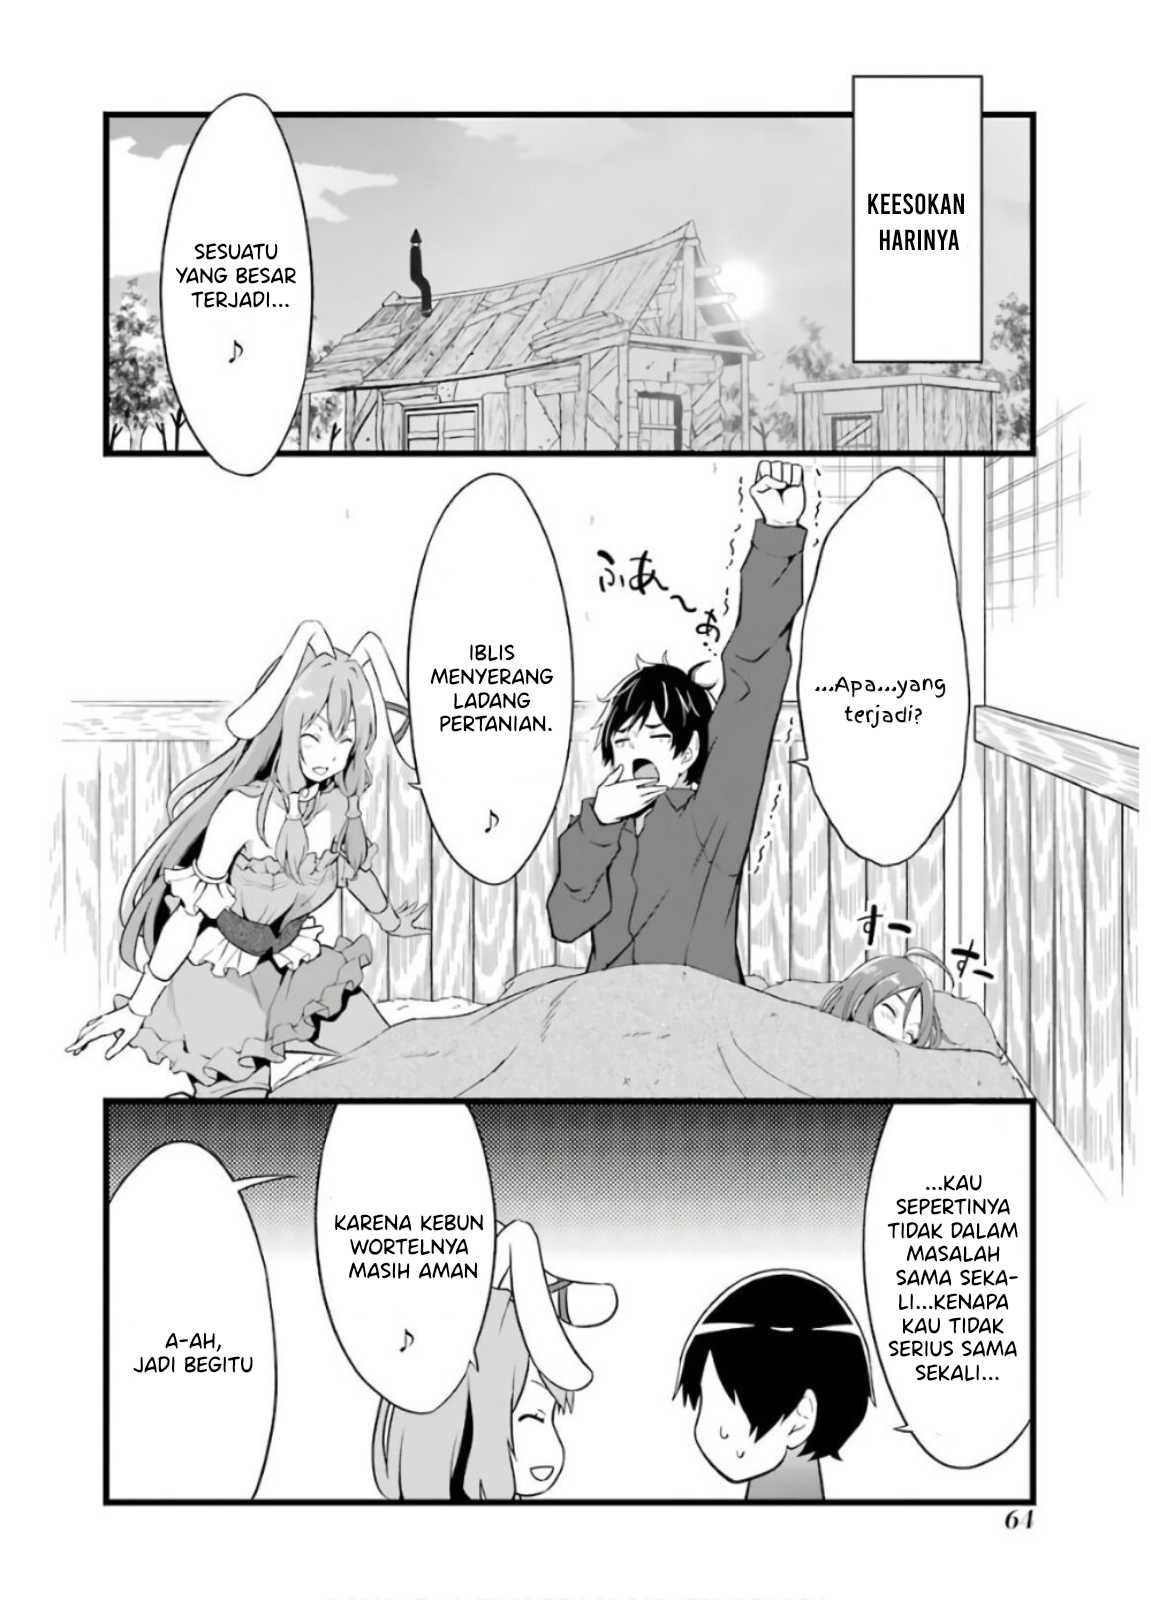 KEESOKAN
HARINYA
SESUATU
YANG BESAR
TERJADI...
♪
...Apa...yang
terjadi?
ふあ～ぁ..
IBLIS
MENYERANG
LADANG
PERTANIAN.
♪
すー
すー
...KAU
SEPERTINYA
TIDAK DALAM
MASALAH
SAMA SEKA-
LI...KENAPA
KAU TIDAK
SERIUS SAMA
SEKALI...
KARENA KEBUN
WORTELNYA
MASIH AMAN
♪
A-AH,
JADI BEGITU
64